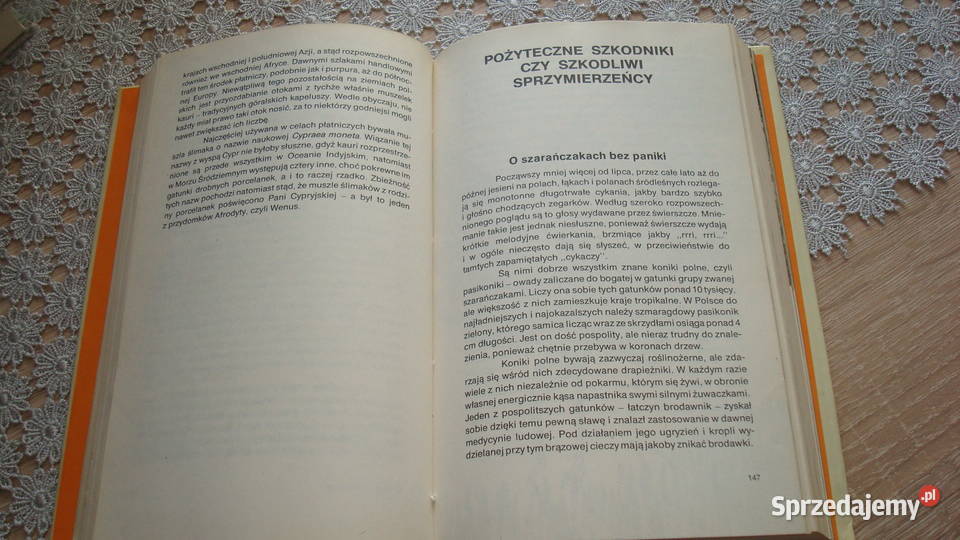 krajach wschodniej i południowej Azji, a stąd rozpowszechnione
również we wschodniej Afryce. Dawnymi szlakami handlowymi
trafił ten środek płatniczy, podobnie jak i purpura, aż do północ-
nej Europy. Niewątpliwą tego pozostałością na ziemiach pol-
skich jest przyozdabianie otokami z tychże właśnie muszelek
kauri – tradycyjnych góralskich kapeluszy. Wedle obyczaju, nie
każdy miał prawo taki otok nosić, za to niektórzy godniejsi mogli
nawet zwiększać ich liczbę.
Najczęściej używana w celach płatniczych bywała mu-
szla ślimaka o nazwie naukowej Cypraea moneta. Wiązanie tej
nazwy z wyspą Cypr nie byłoby słuszne, gdyż kauri rozprzestrze-
nione są przede wszystkim w Oceanie Indyjskim, natomiast
w Morzu Śródziemnym występują cztery inne, choć pokrewne im
gatunki drobnych porcelanek, a i to raczej rzadko. Zbieżność
tych nazw pochodzi natomiast stąd, że muszle ślimaków z rodzi-
ny porcelanek poświęcono Pani Cypryjskiej – a był to jeden
z przydomków Afrodyty, czyli Wenus.
POŻYTECZNE SZKODNIKI
CZY SZKODLIWI
SPRZYMIERZEŃCY
O szarańczakach bez paniki
Począwszy mniej więcej od lipca, przez całe lato aż do
późnej jesieni na polach, łąkach i polanach śródleśnych rozlega-
ją się monotonne długotrwałe cykania, jakby bardzo szybko
i głośno chodzących zegarków. Według szeroko rozpowszech-
nionego poglądu są to głosy wydawane przez świerszcze. Mnie-
manie takie jest jednak niesłuszne, ponieważ świerszcze wydają
krótkie melodyjne ćwierkania, brzmiące jakby ,,rrri, rrri...”
i w ogóle nieczęsto dają się słyszeć, w przeciwieństwie do
tamtych zapamiętałych ,,cykaczy”.
Są nimi dobrze wszystkim znane koniki polne, czyli
pasikoniki – owady zaliczane do bogatej w gatunki grupy zwanej
szarańczakami. Liczy ona sobie tych gatunków ponad 10 tysięcy,
ale większość z nich zamieszkuje kraje tropikalne. W Polsce do
najładniejszych i najokazalszych należy szmaragdowy pasikonik
zielony, którego samica licząc wraz ze skrzydłami osiąga ponad 4
cm długości. Jest on dość pospolity, ale nieraz trudny do znale-
zienia, ponieważ chętnie przebywa w koronach drzew.
Koniki polne bywają zazwyczaj roślinożerne, ale zda-
rzają się wśród nich zdecydowane drapieżniki. W każdym razie
wiele z nich niezależnie od pokarmu, którym się żywi, w obronie
własnej energicznie kąsa napastnika swymi silnymi żuwaczkami.
Jeden z pospolitszych gatunków – łatczyn brodawnik – zyskał
sobie dzięki temu pewną sławę i znalazł zastosowanie w dawnej
medycynie ludowej. Pod działaniem jego ugryzień i kropli wy-
dzielanej przy tym brązowej cieczy mają jakoby znikać brodawki.
147
Sprzedajemy.pl